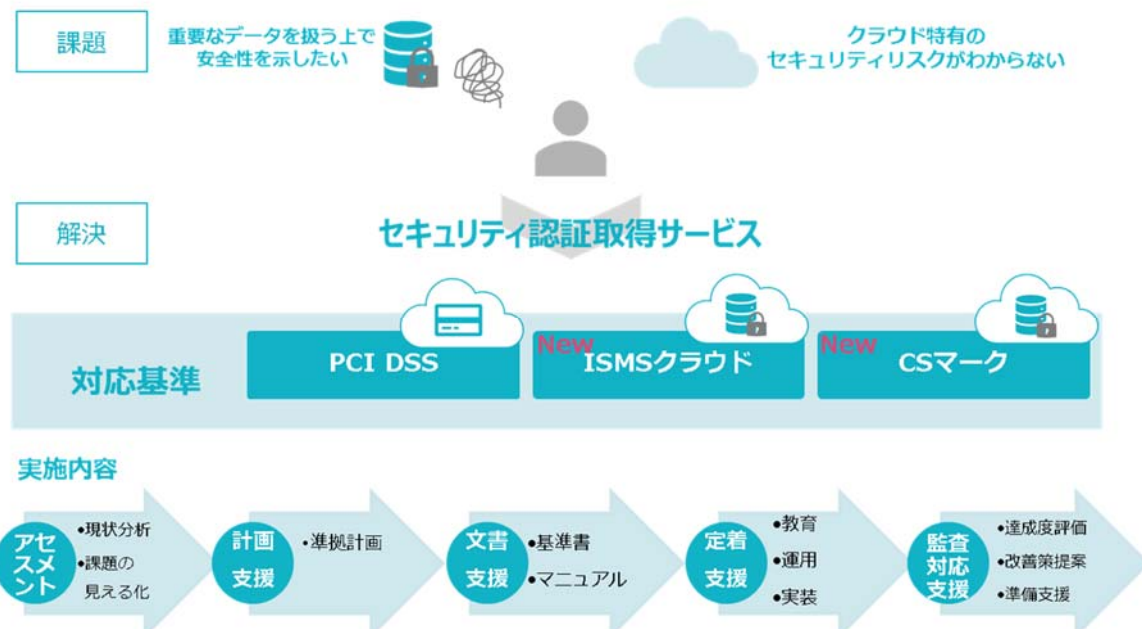 課題
重要なデータを扱う上で
安全性を示したい
クラウド特有の
セキュリティリスクがわからない
解決
セキュリティ認証取得サービス
対応基準
PCI DSS
New
ISMSクラウド
New
CSマーク
実施内容
アセ
スメ
ント
•現状分析
•課題の
見える化
計画
支援
・準拠計画
文書
支援
•基準書
•マニュアル
定着
支援
•教育
•運用
•実装
監査
対応
支援
•達成度評価
•改善策提案
•準備支援